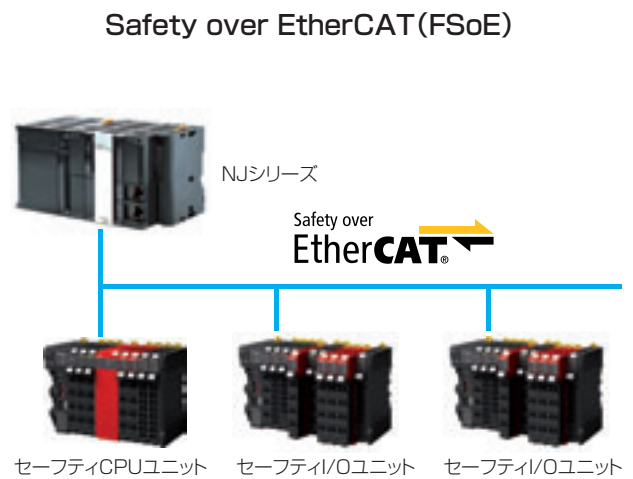 Safety over EtherCAT(FSoE)
NJシリーズ
Safety over
EtherCAT®
セーフティCPUユニット
セーフティI/Oユニット
セーフティI/Oユニット